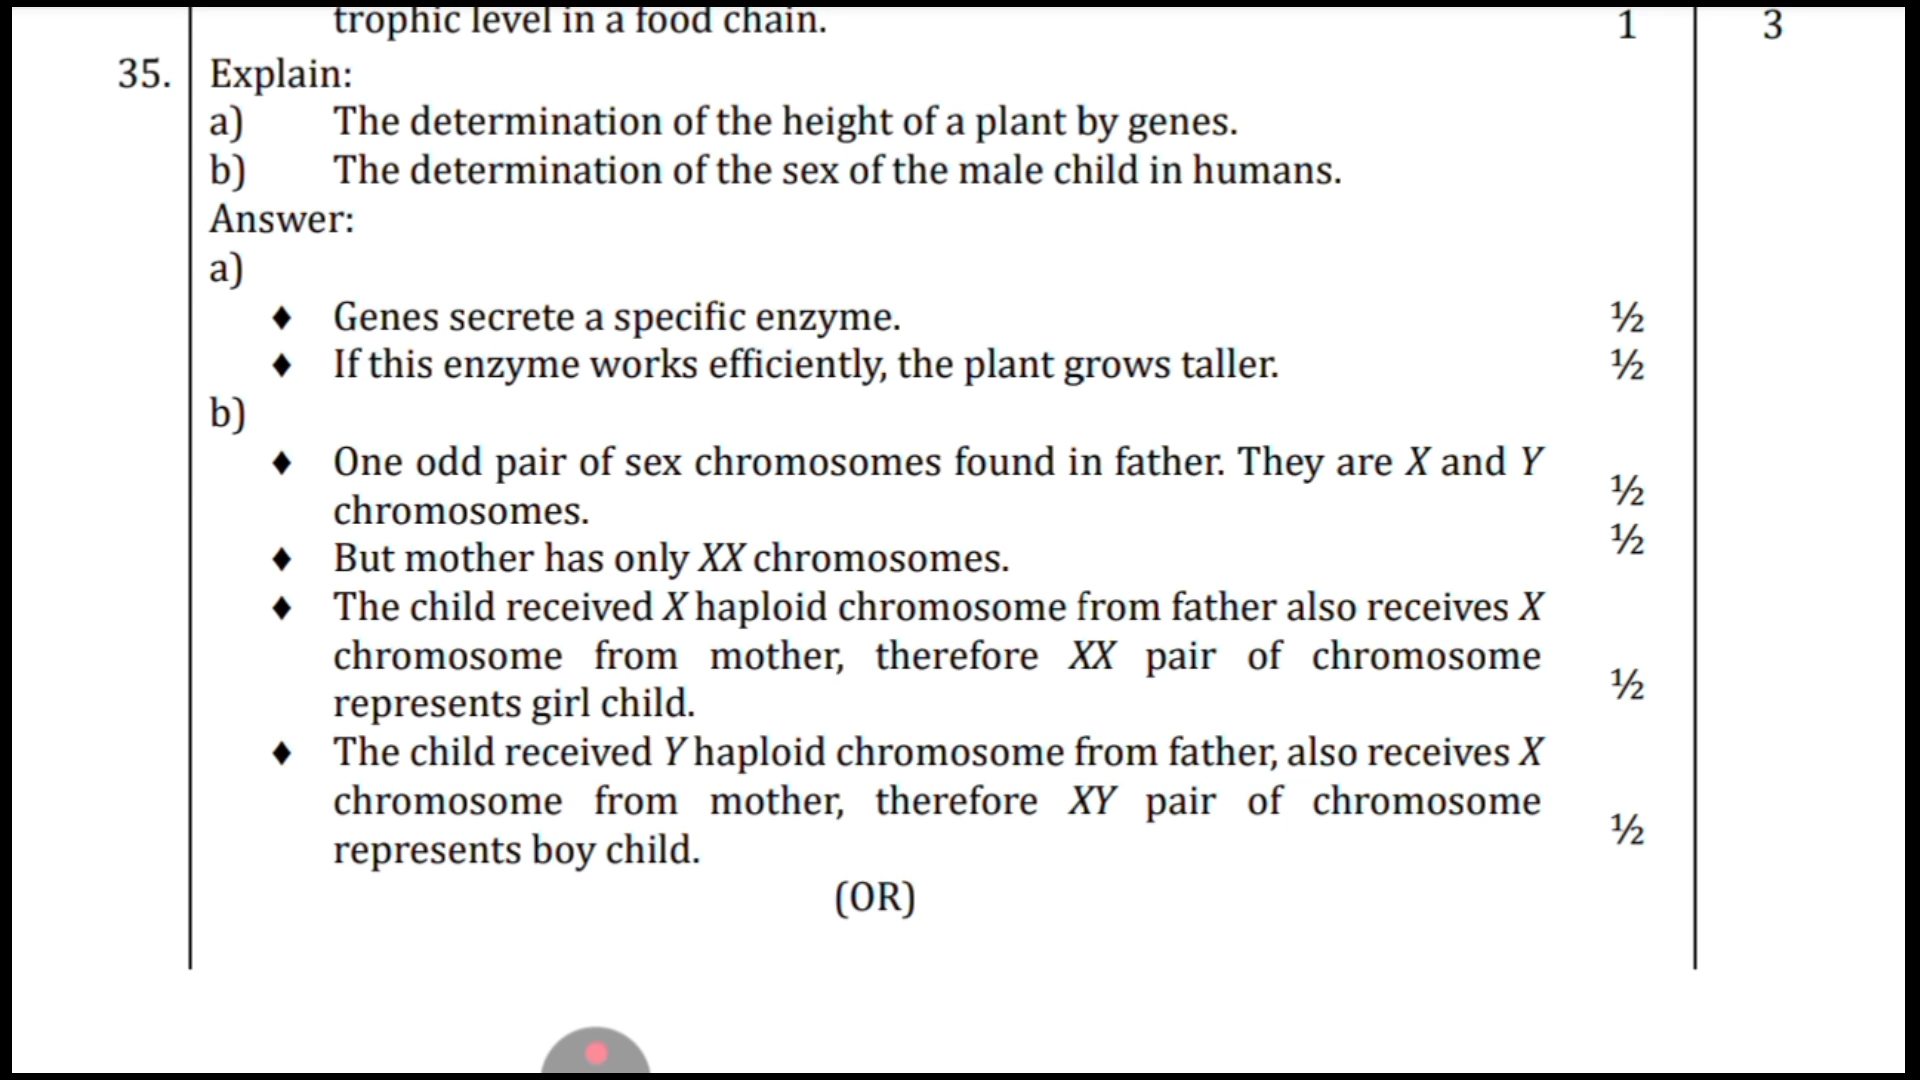 trophic level in a food chain. 1 3
35. Explain:
a) The determination of the height of a plant by genes.
b) The determination of the sex of the male child in humans.
Answer:
a)
♦ Genes secrete a specific enzyme. ½
♦ If this enzyme works efficiently, the plant grows taller. ½
b)
♦ One odd pair of sex chromosomes found in father. They are X and Y
chromosomes. ½
♦ But mother has only XX chromosomes. ½
♦ The child received X haploid chromosome from father also receives X
chromosome from mother, therefore XX pair of chromosome
represents girl child. ½
♦ The child received Y haploid chromosome from father, also receives X
chromosome from mother, therefore XY pair of chromosome
represents boy child. ½
(OR)